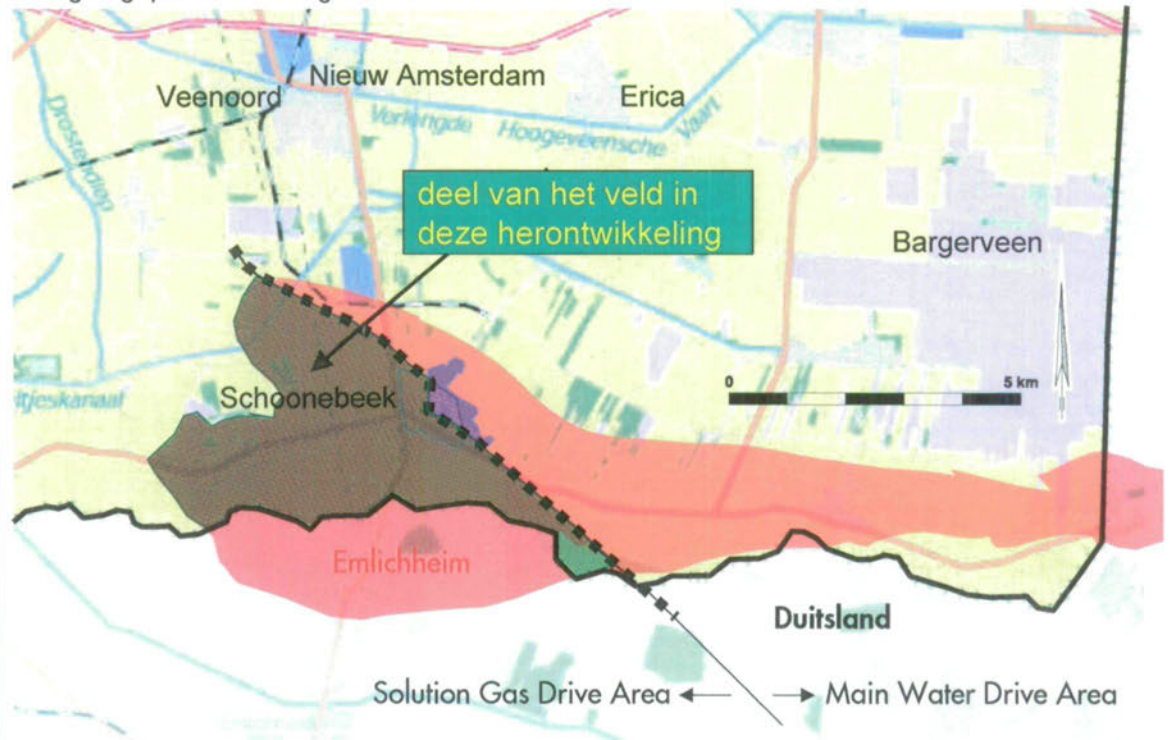 Nieuw Amsterdam
Veenoord
Erica
Drostendiep
Verlengde Hoogeveensche Vaart
deel van het veld in
deze herontwikkeling
Bargerveen
0 5 km
Schoonebeek
Emlichheim
Duitsland
Solution Gas Drive Area
Main Water Drive Area